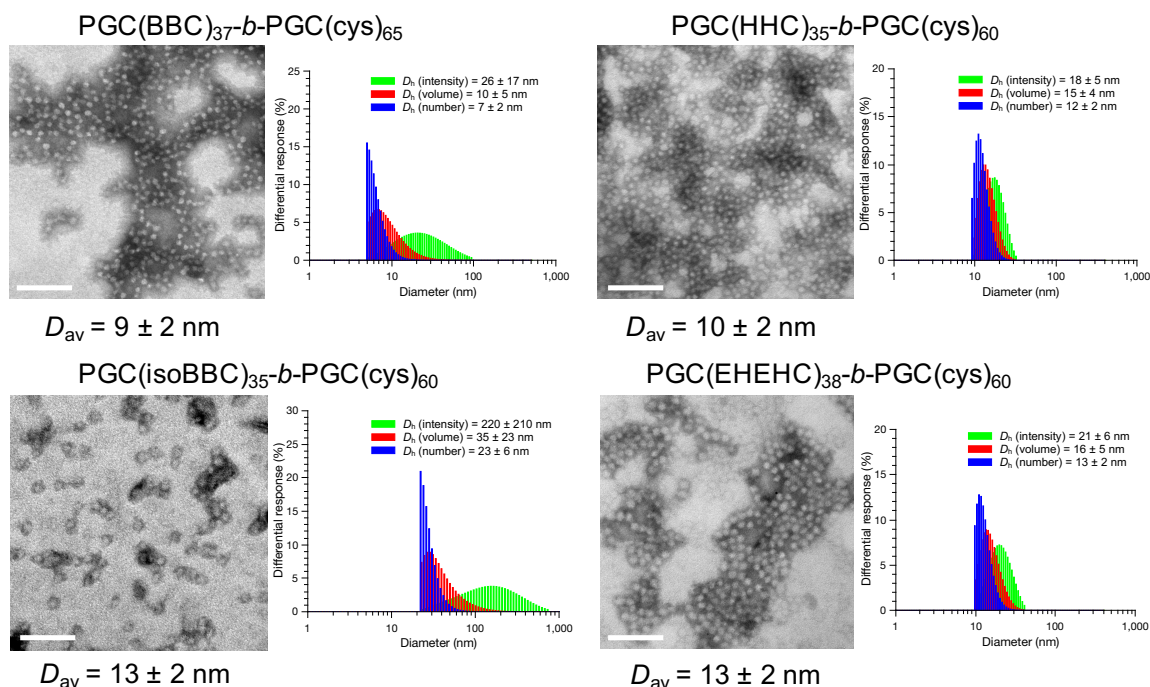 PGC(BBC)37-b-PGC(cys)65
25
20
15
10
5
0
Differential response (%)
Dh (intensity) = 26 ± 17 nm
Dh (volume) = 10 ± 5 nm
Dh (number) = 7 ± 2 nm
1 10 100 1,000
Diameter (nm)
Dav = 9 ± 2 nm
PGC(HHC)35-b-PGC(cys)60
20
15
10
5
0
Differential response (%)
Dh (intensity) = 18 ± 5 nm
Dh (volume) = 15 ± 4 nm
Dh (number) = 12 ± 2 nm
1 10 100 1,000
Diameter (nm)
Dav = 10 ± 2 nm
PGC(isoBBC)35-b-PGC(cys)60
30
25
20
15
10
5
0
Differential response (%)
Dh (intensity) = 220 ± 210 nm
Dh (volume) = 35 ± 23 nm
Dh (number) = 23 ± 6 nm
1 10 100 1,000
Diameter (nm)
Dav = 13 ± 2 nm
PGC(EHEHC)38-b-PGC(cys)60
20
15
10
5
0
Differential response (%)
Dh (intensity) = 21 ± 6 nm
Dh (volume) = 16 ± 5 nm
Dh (number) = 13 ± 2 nm
1 10 100 1,000
Diameter (nm)
Dav = 13 ± 2 nm